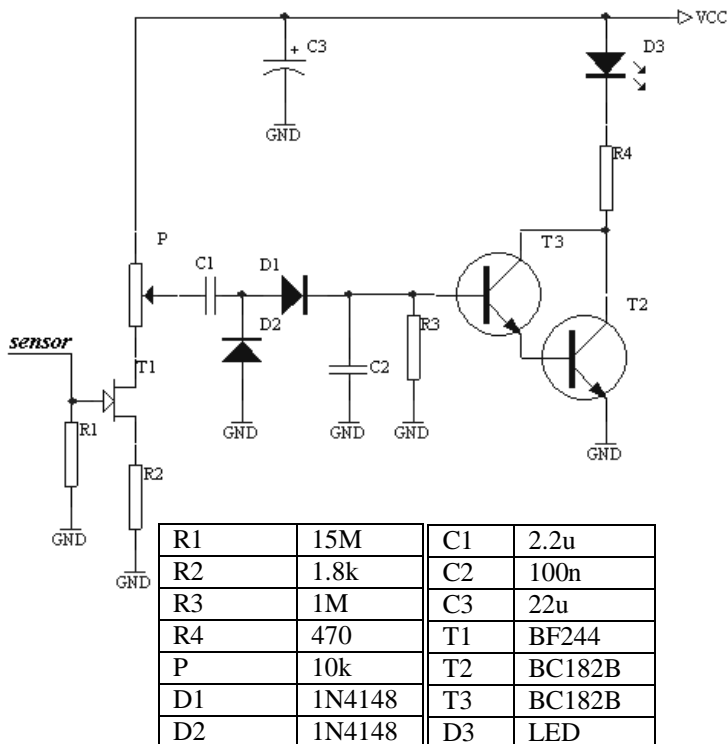 VCC
C3
D3
GND
R4
P
T3
C1
D1
T2
D2
R3
sensor
T1
C2
R1
GND
GND
GND
R2
GND
GND
GND
R1 15M C1 2.2u
R2 1.8k C2 100n
R3 1M C3 22u
R4 470 T1 BF244
P 10k T2 BC182B
D1 1N4148 T3 BC182B
D2 1N4148 D3 LED